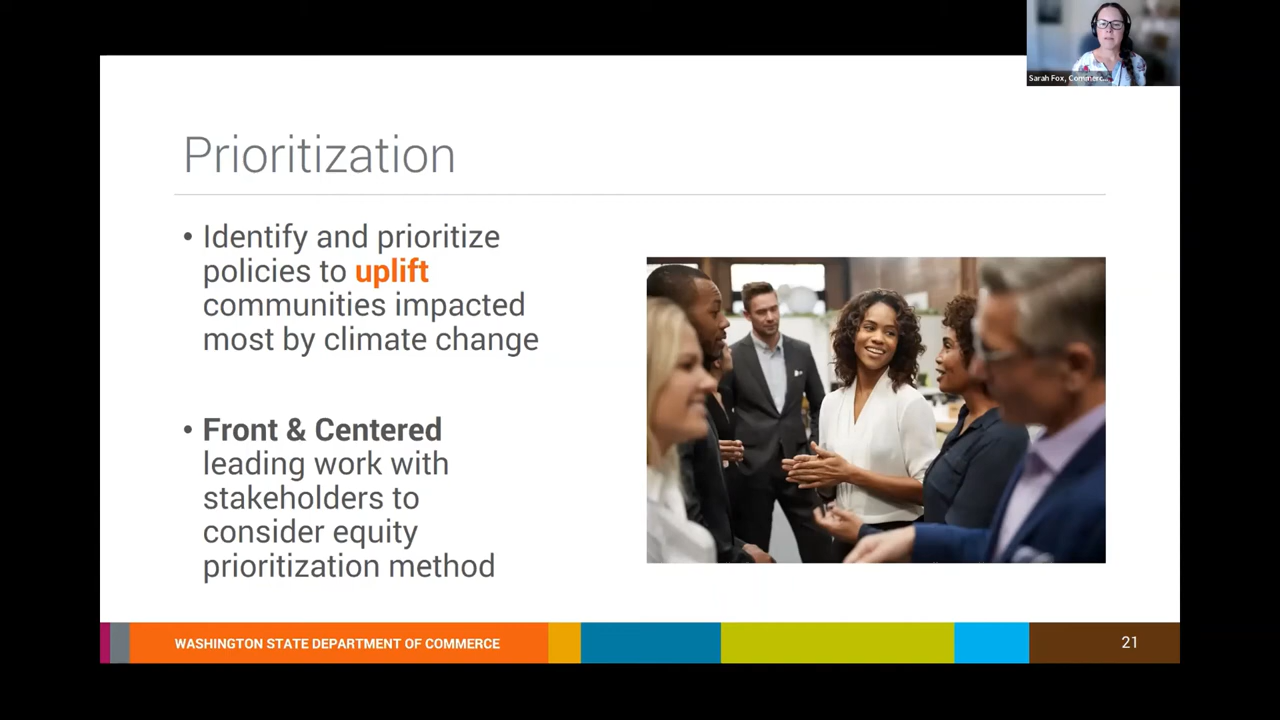 Sarah Fox, Commerc...
Prioritization
• Identify and prioritize
policies to uplift
communities impacted
most by climate change
• Front & Centered
leading work with
stakeholders to
consider equity
prioritization method
WASHINGTON STATE DEPARTMENT OF COMMERCE
21